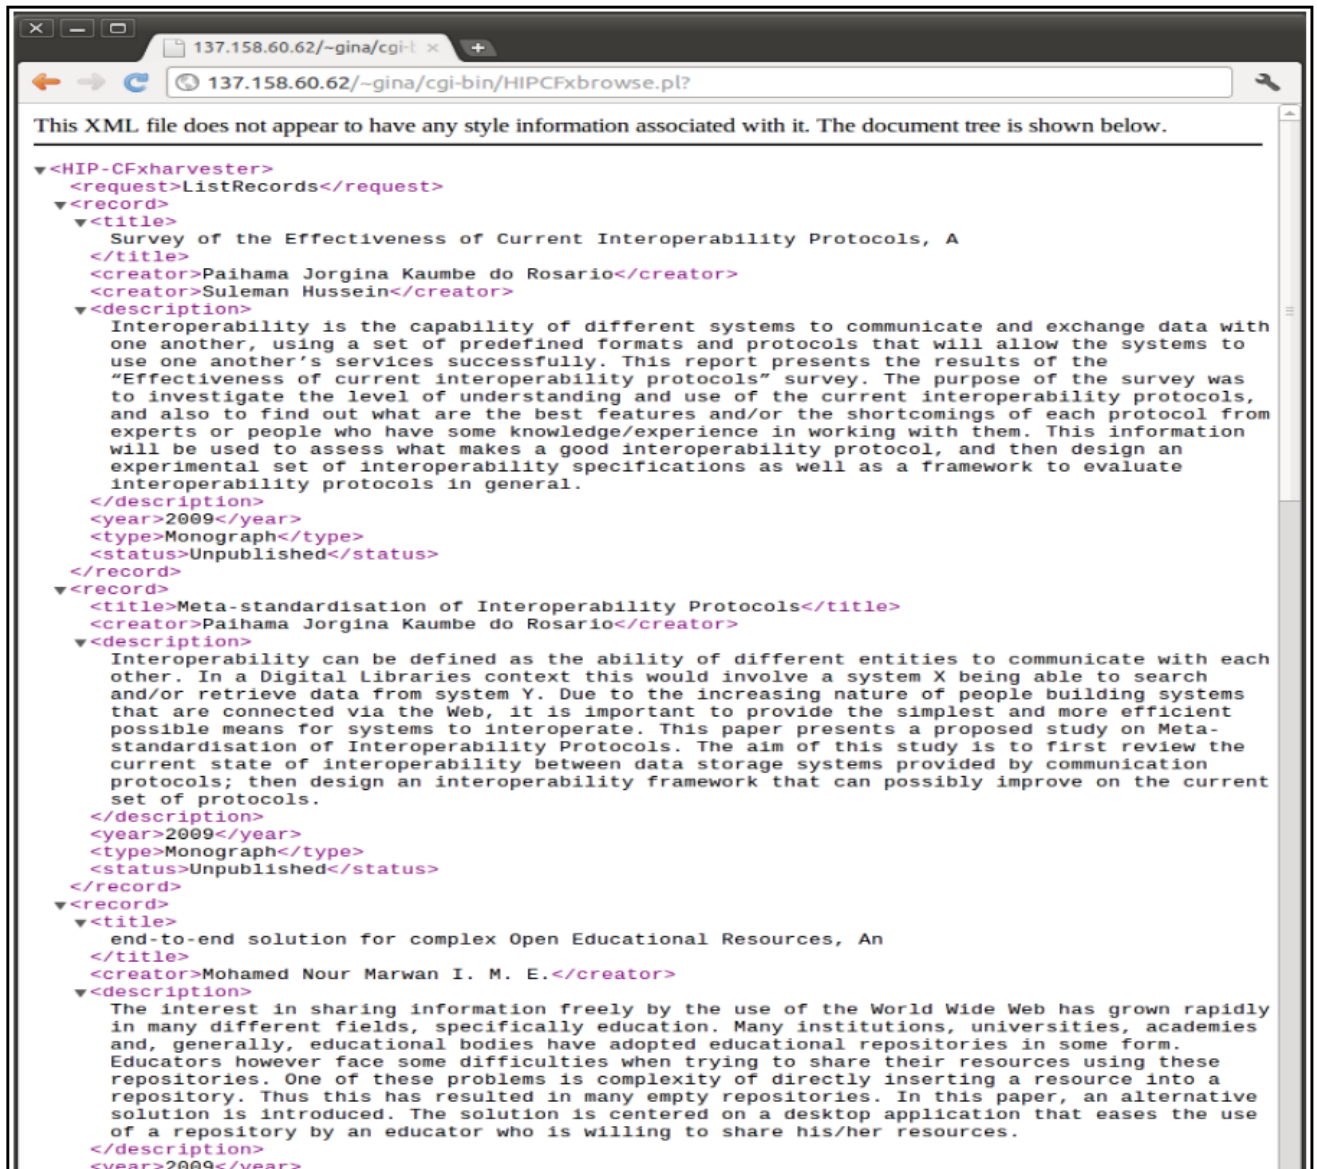 137.158.60.62/~gina/cgi-b
137.158.60.62/~gina/cgi-bin/HIPCFxbrowse.pl?
This XML file does not appear to have any style information associated with it. The document tree is shown below.
<HIP-CFxharvester>
<request>ListRecords</request>
<record>
<title>
Survey of the Effectiveness of Current Interoperability Protocols, A
</title>
<creator>Paihama Jorgina Kaumbe do Rosario</creator>
<creator>Suleman Hussein</creator>
<description>
Interoperability is the capability of different systems to communicate and exchange data with
one another, using a set of predefined formats and protocols that will allow the systems to
use one another’s services successfully. This report presents the results of the
“Effectiveness of current interoperability protocols” survey. The purpose of the survey was
to investigate the level of understanding and use of the current interoperability protocols,
and also to find out what are the best features and/or the shortcomings of each protocol from
experts or people who have some knowledge/experience in working with them. This information
will be used to assess what makes a good interoperability protocol, and then design an
experimental set of interoperability specifications as well as a framework to evaluate
interoperability protocols in general.
</description>
<year>2009</year>
<type>Monograph</type>
<status>Unpublished</status>
</record>
<record>
<title>Meta-standardisation of Interoperability Protocols</title>
<creator>Paihama Jorgina Kaumbe do Rosario</creator>
<description>
Interoperability can be defined as the ability of different entities to communicate with each
other. In a Digital Libraries context this would involve a system X being able to search
and/or retrieve data from system Y. Due to the increasing nature of people building systems
that are connected via the Web, it is important to provide the simplest and more efficient
possible means for systems to interoperate. This paper presents a proposed study on Meta-
standardisation of Interoperability Protocols. The aim of this study is to first review the
current state of interoperability between data storage systems provided by communication
protocols; then design an interoperability framework that can possibly improve on the current
set of protocols.
</description>
<year>2009</year>
<type>Monograph</type>
<status>Unpublished</status>
</record>
<record>
<title>
end-to-end solution for complex Open Educational Resources, An
</title>
<creator>Mohamed Nour Marwan I. M. E.</creator>
<description>
The interest in sharing information freely by the use of the World Wide Web has grown rapidly
in many different fields, specifically education. Many institutions, universities, academies
and, generally, educational bodies have adopted educational repositories in some form.
Educators however face some difficulties when trying to share their resources using these
repositories. One of these problems is complexity of directly inserting a resource into a
repository. Thus this has resulted in many empty repositories. In this paper, an alternative
solution is introduced. The solution is centered on a desktop application that eases the use
of a repository by an educator who is willing to share his/her resources.
</description>
<year>2009</year>